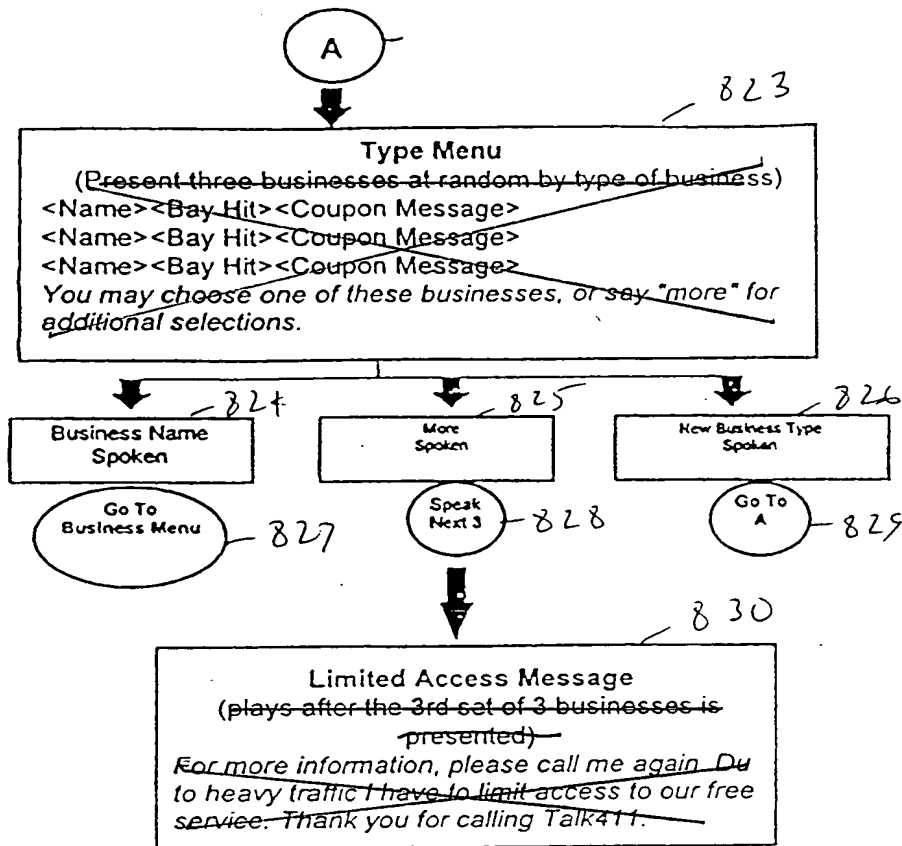 A
823
Type Menu
(Present three businesses at random by type of business)
<Name><Bay Hit><Coupon Message>
<Name><Bay Hit><Coupon Message>
<Name><Bay Hit><Coupon Message>
You may choose one of these businesses, or say "more" for
additional selections.
824 825 826
Business Name
Spoken
More
Spoken
New Business Type
Spoken
Go To
Business Menu
827
Speak
Next 3
828
Go To
A
829
830
Limited Access Message
(plays after the 3rd set of 3 businesses is
presented)
For more information, please call me again. Du
to heavy traffic I have to limit access to our free
service. Thank you for calling Talk411.